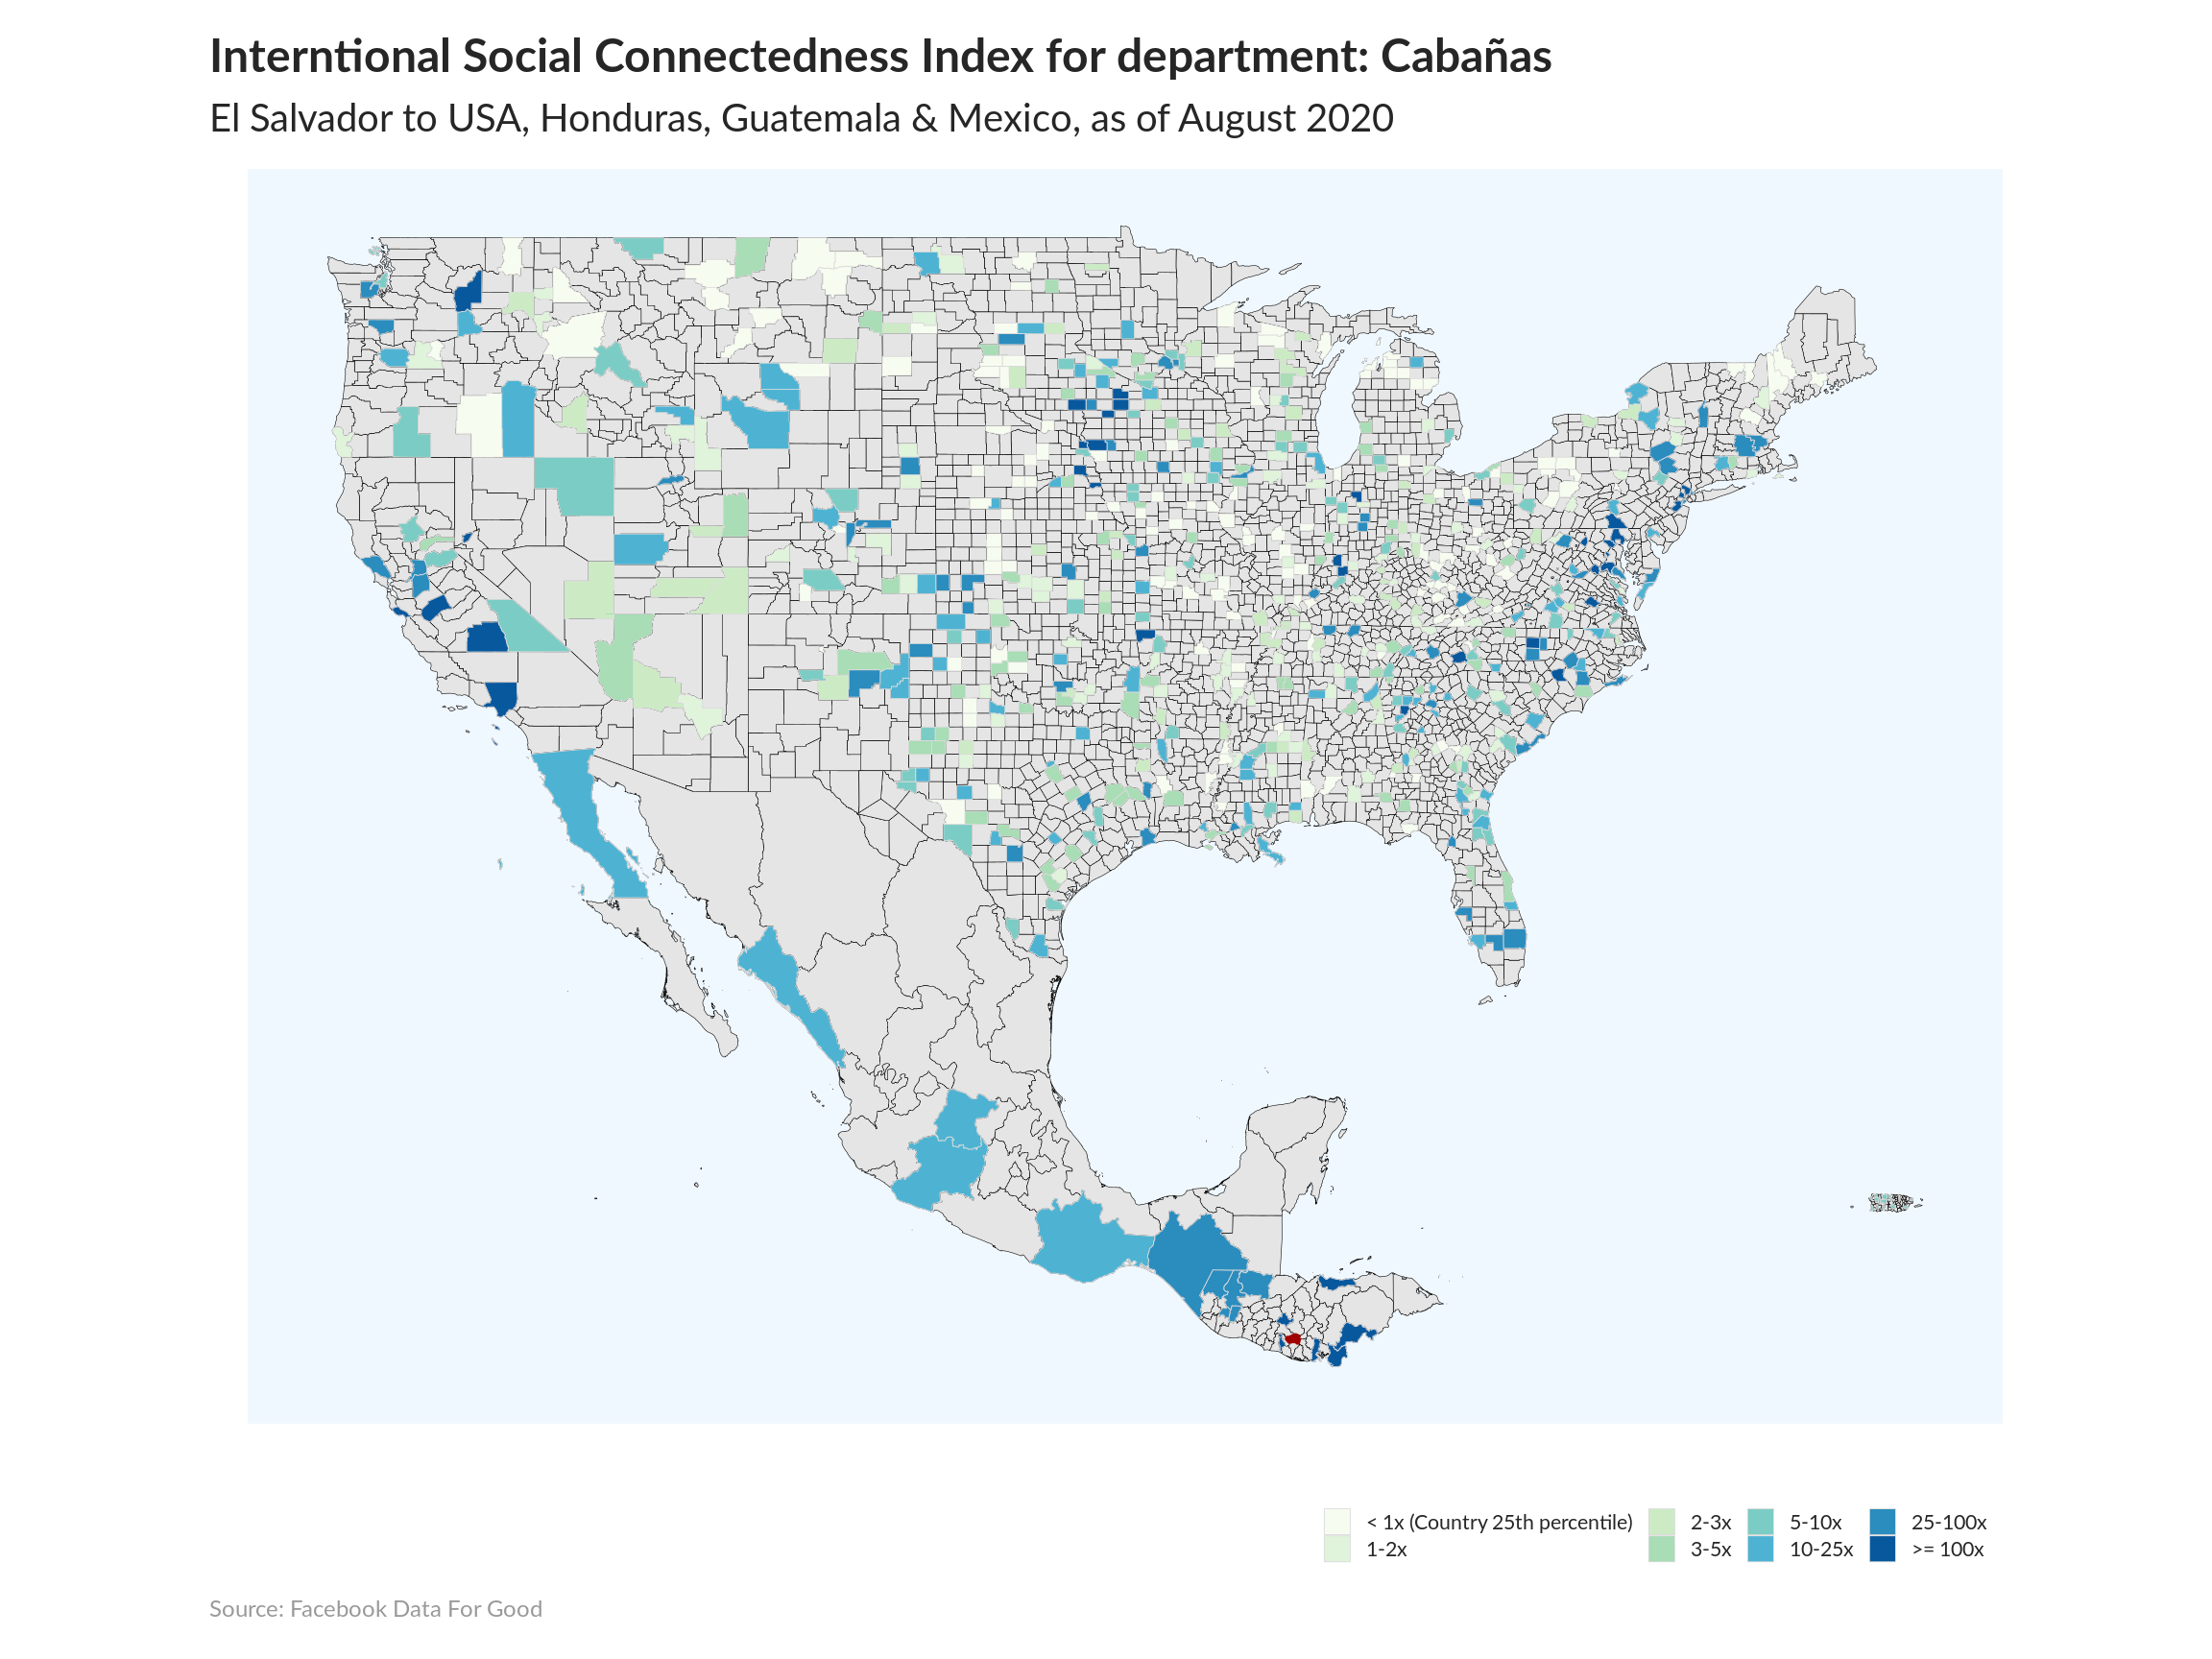 Interntional Social Connectedness Index for department: Cabañas
El Salvador to USA, Honduras, Guatemala & Mexico, as of August 2020
< 1x (Country 25th percentile)
1-2x
2-3x
3-5x
5-10x
10-25x
25-100x
>= 100x
Source: Facebook Data For Good